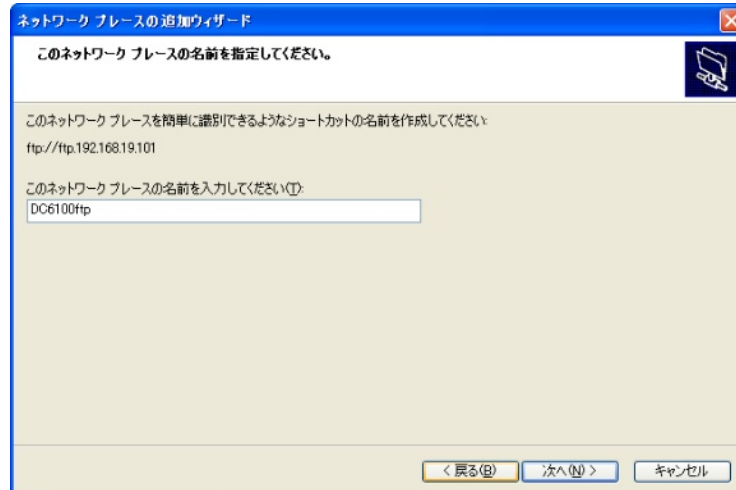 ネットワーク プレースの追加ウィザード
このネットワーク プレースの名前を指定してください。
このネットワーク プレースを簡単に識別できるようなショートカットの名前を作成してください:
ftp://ftp.192.168.19.101
このネットワーク プレースの名前を入力してください(T):
DC6100ftp
< 戻る(B)
次へ(N) >
キャンセル